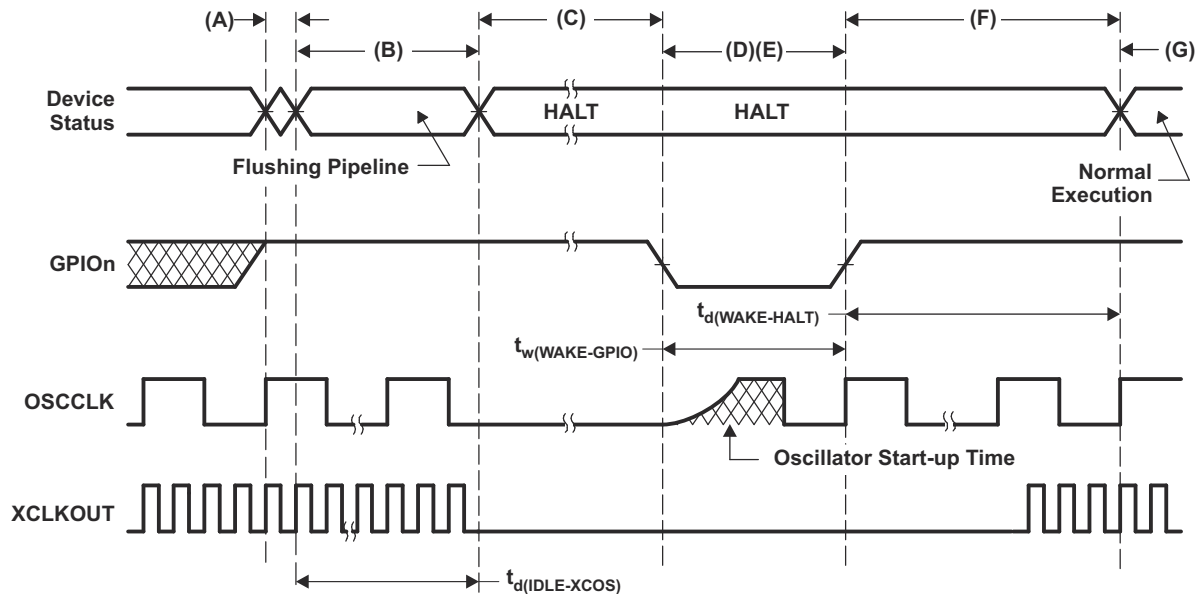 (A)
(B)
(C)
(D)(E)
(F)
(G)
Device
Status
HALT
HALT
Flushing Pipeline
Normal
Execution
GPIOn
td(WAKE-HALT)
tw(WAKE-GPIO)
OSCCLK
Oscillator Start-up Time
XCLKOUT
td(IDLE-XCOS)